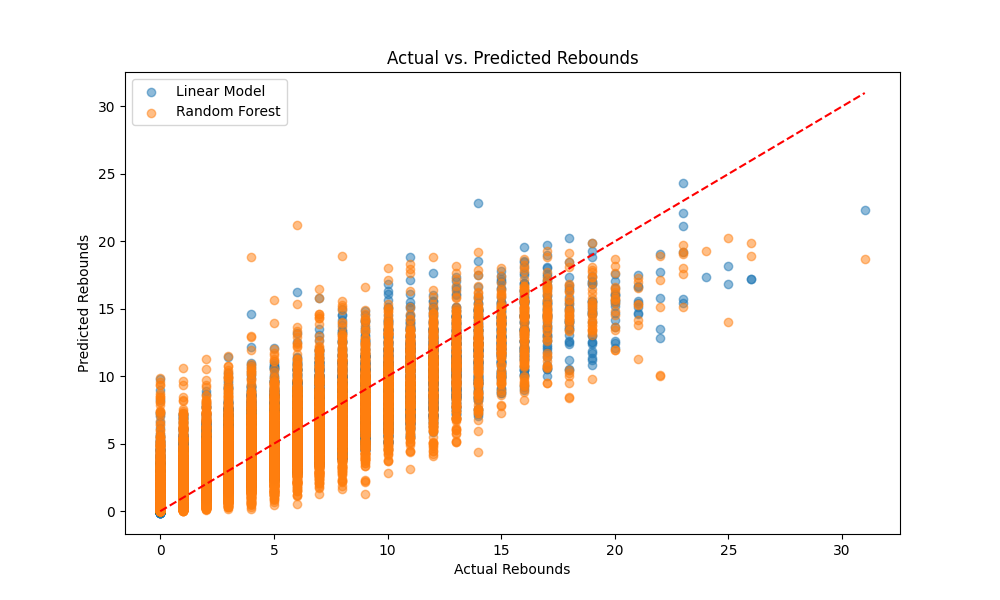 Actual vs. Predicted Rebounds
Linear Model
Random Forest
30
25
20
15
10
5
0
Predicted Rebounds
0 5 10 15 20 25 30
Actual Rebounds